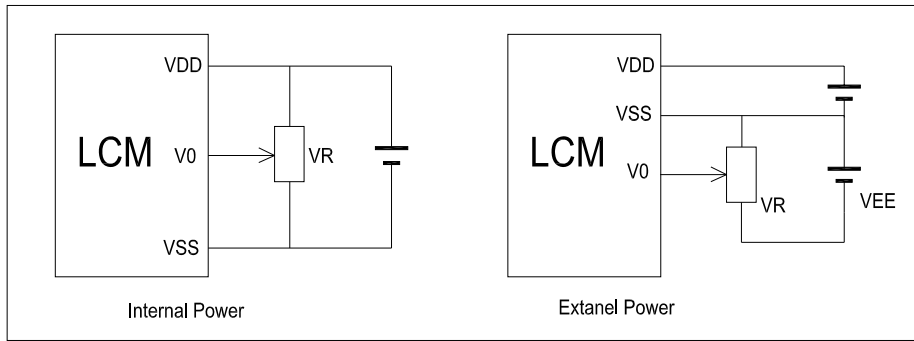 VDD
LCM
V0
VR
VSS
Internal Power
VDD
VSS
LCM
V0
VR
VEE
Extanel Power